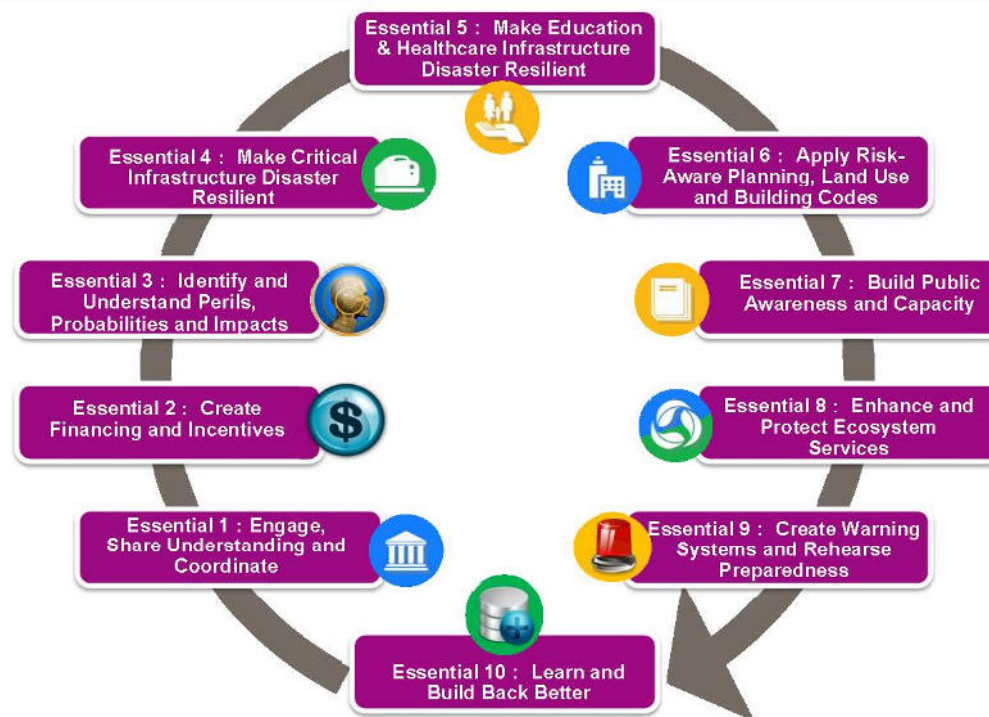 Essential 5 : Make Education
& Healthcare Infrastructure
Disaster Resilient
Essential 4 : Make Critical
Infrastructure Disaster
Resilient
Essential 6 : Apply Risk-
Aware Planning, Land Use
and Building Codes
Essential 3 : Identify and
Understand Perils,
Probabilities and Impacts
Essential 7 : Build Public
Awareness and Capacity
Essential 2 : Create
Financing and Incentives
$
Essential 8 : Enhance and
Protect Ecosystem
Services
Essential 1 : Engage,
Share Understanding and
Coordinate
Essential 9 : Create Warning
Systems and Rehearse
Preparedness
Essential 10 : Learn and
Build Back Better